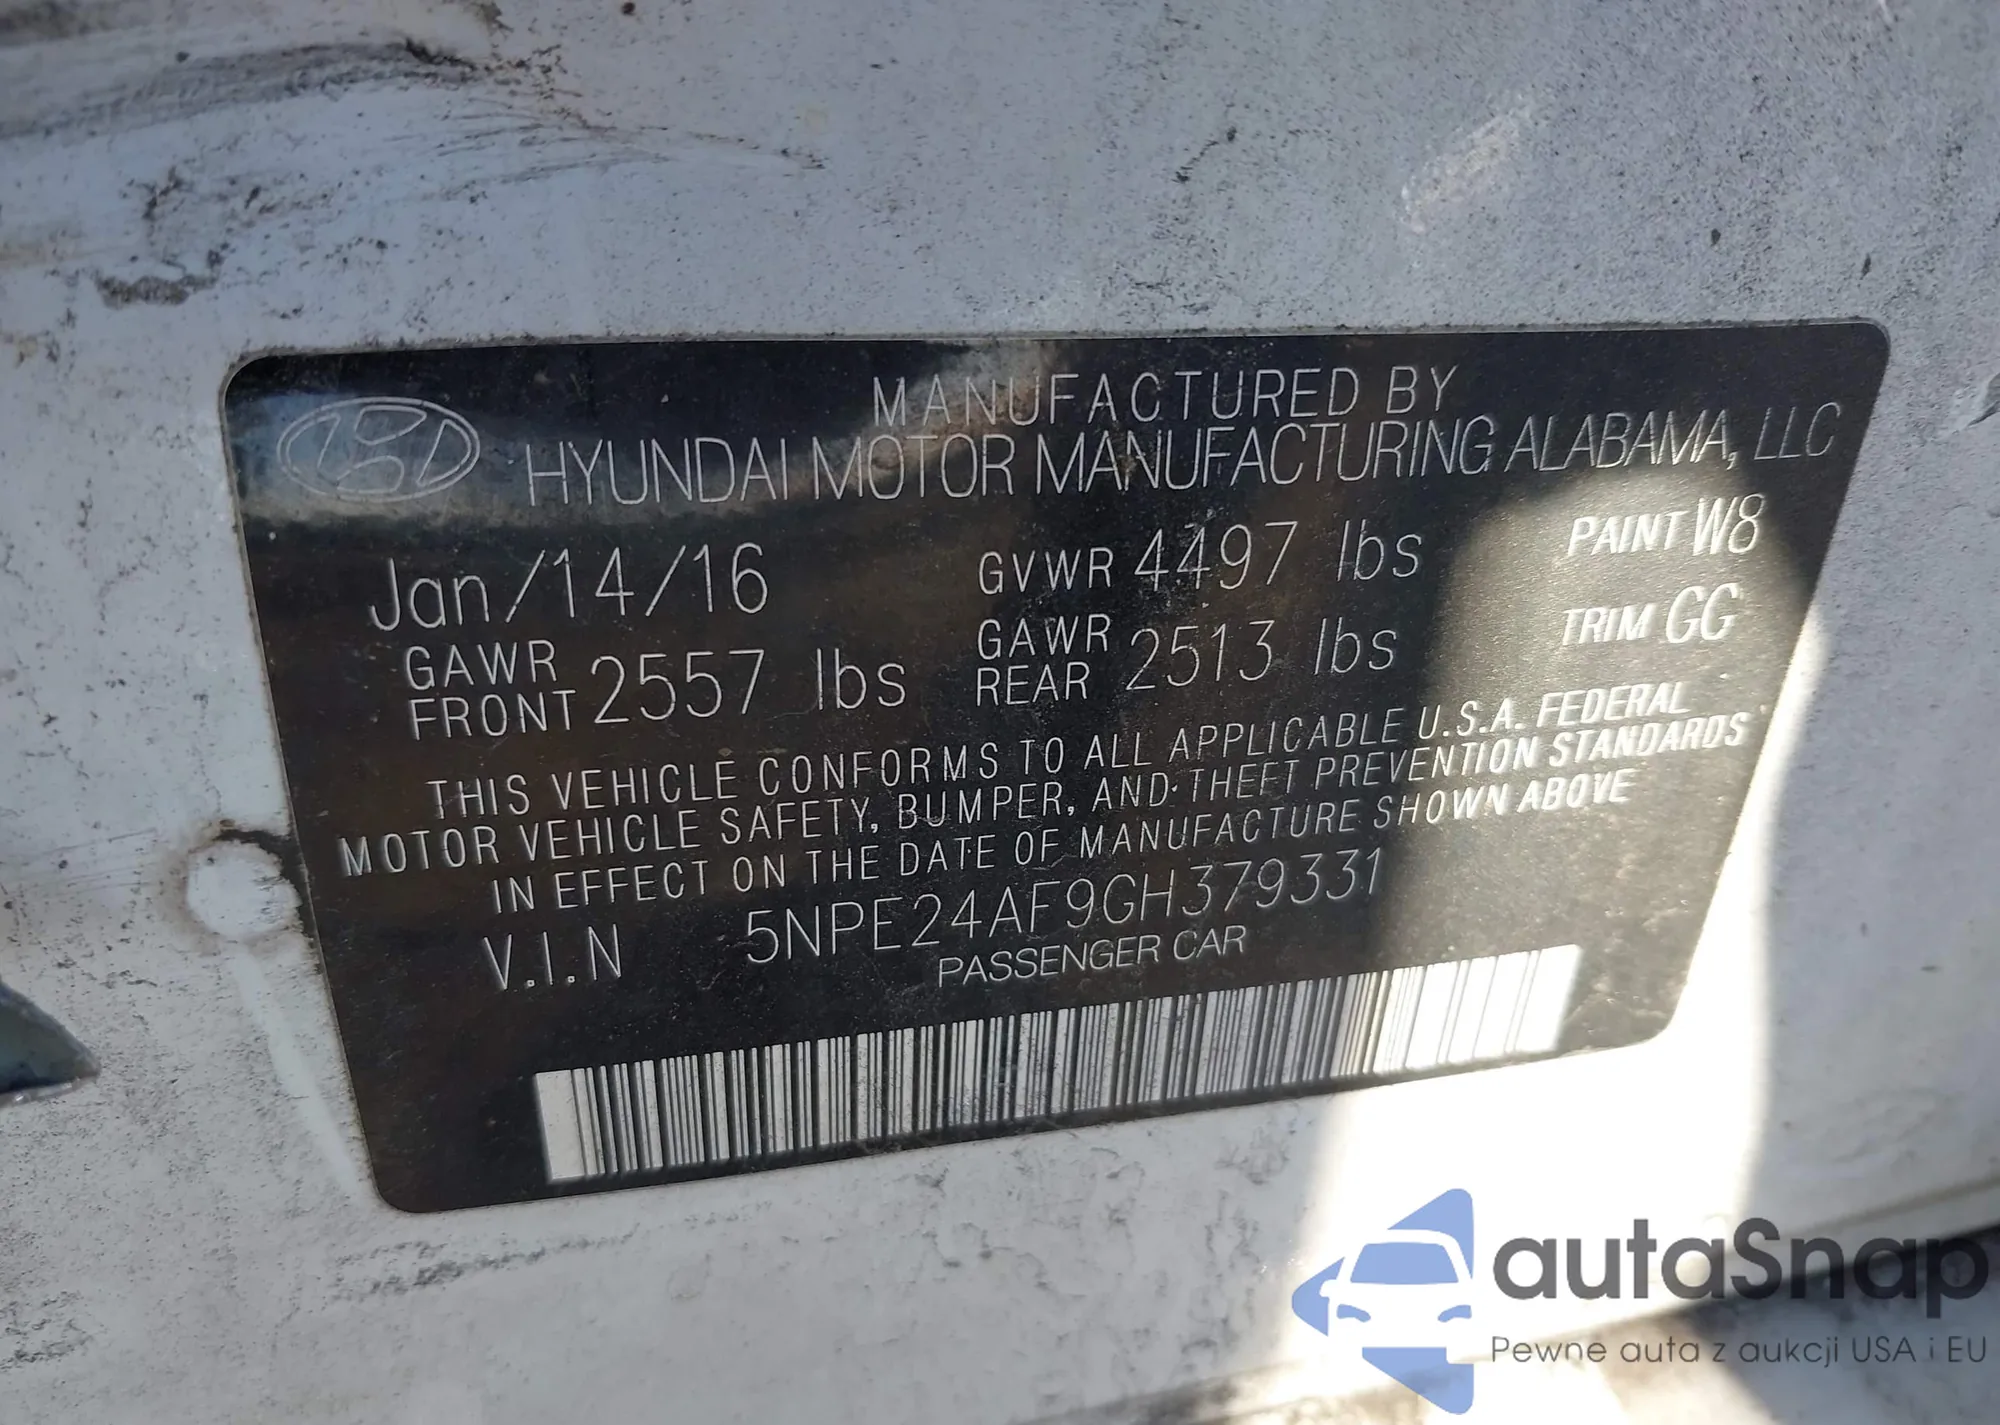 MANUFACTURED BY
HYUNDAI MOTOR MANUFACTURING ALABAMA, LLC
Jan/14/16 GVWR 4497 lbs PAINT W8
GAWR FRONT 2557 lbs GAWR REAR 2513 lbs TRIM GG
THIS VEHICLE CONFORMS TO ALL APPLICABLE U.S.A. FEDERAL
MOTOR VEHICLE SAFETY, BUMPER, AND THEFT PREVENTION STANDARDS
IN EFFECT ON THE DATE OF MANUFACTURE SHOWN ABOVE
V.I.N 5NPE24AF9GH379331
PASSENGER CAR
autaSnap
Pewne auta z aukcji USA i EU